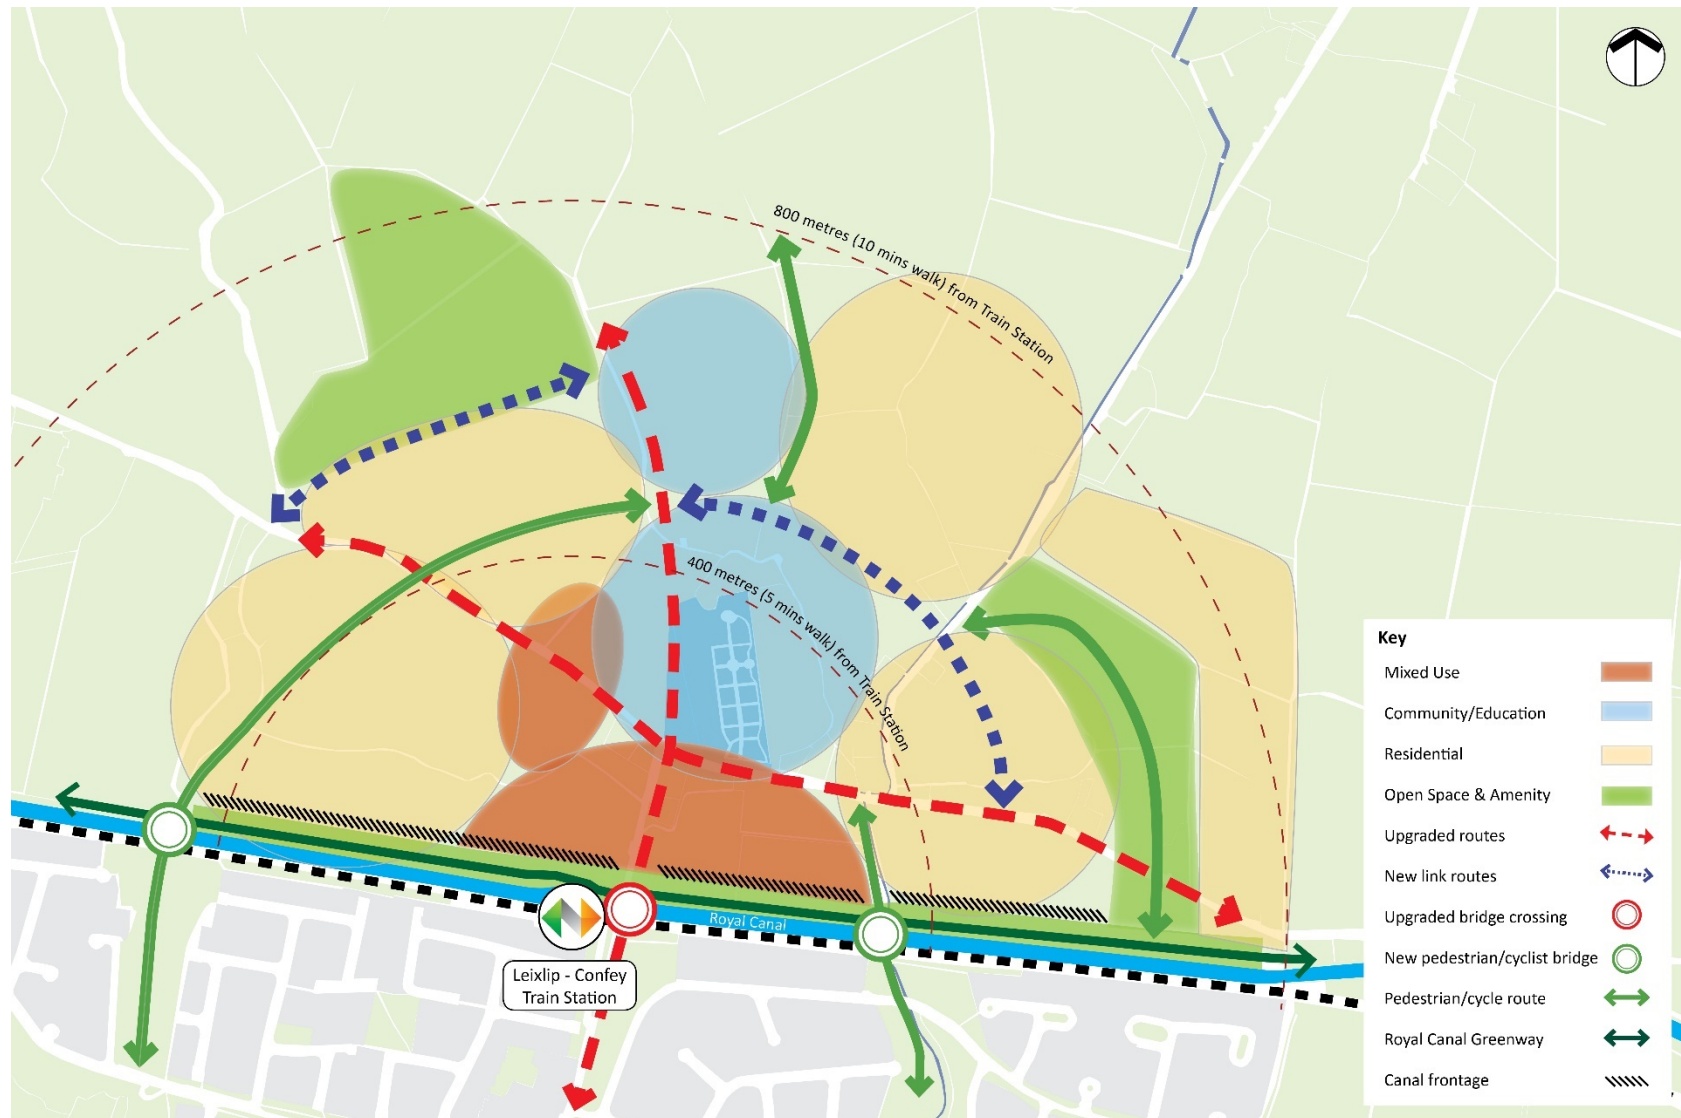 800 metres (10 mins walk) from Train Station
400 metres (5 mins walk) from Train Station
Royal Canal
Leixlip - Confey
Train Station
Key
Mixed Use
Community/Education
Residential
Open Space & Amenity
Upgraded routes
New link routes
Upgraded bridge crossing
New pedestrian/cyclist bridge
Pedestrian/cycle route
Royal Canal Greenway
Canal frontage